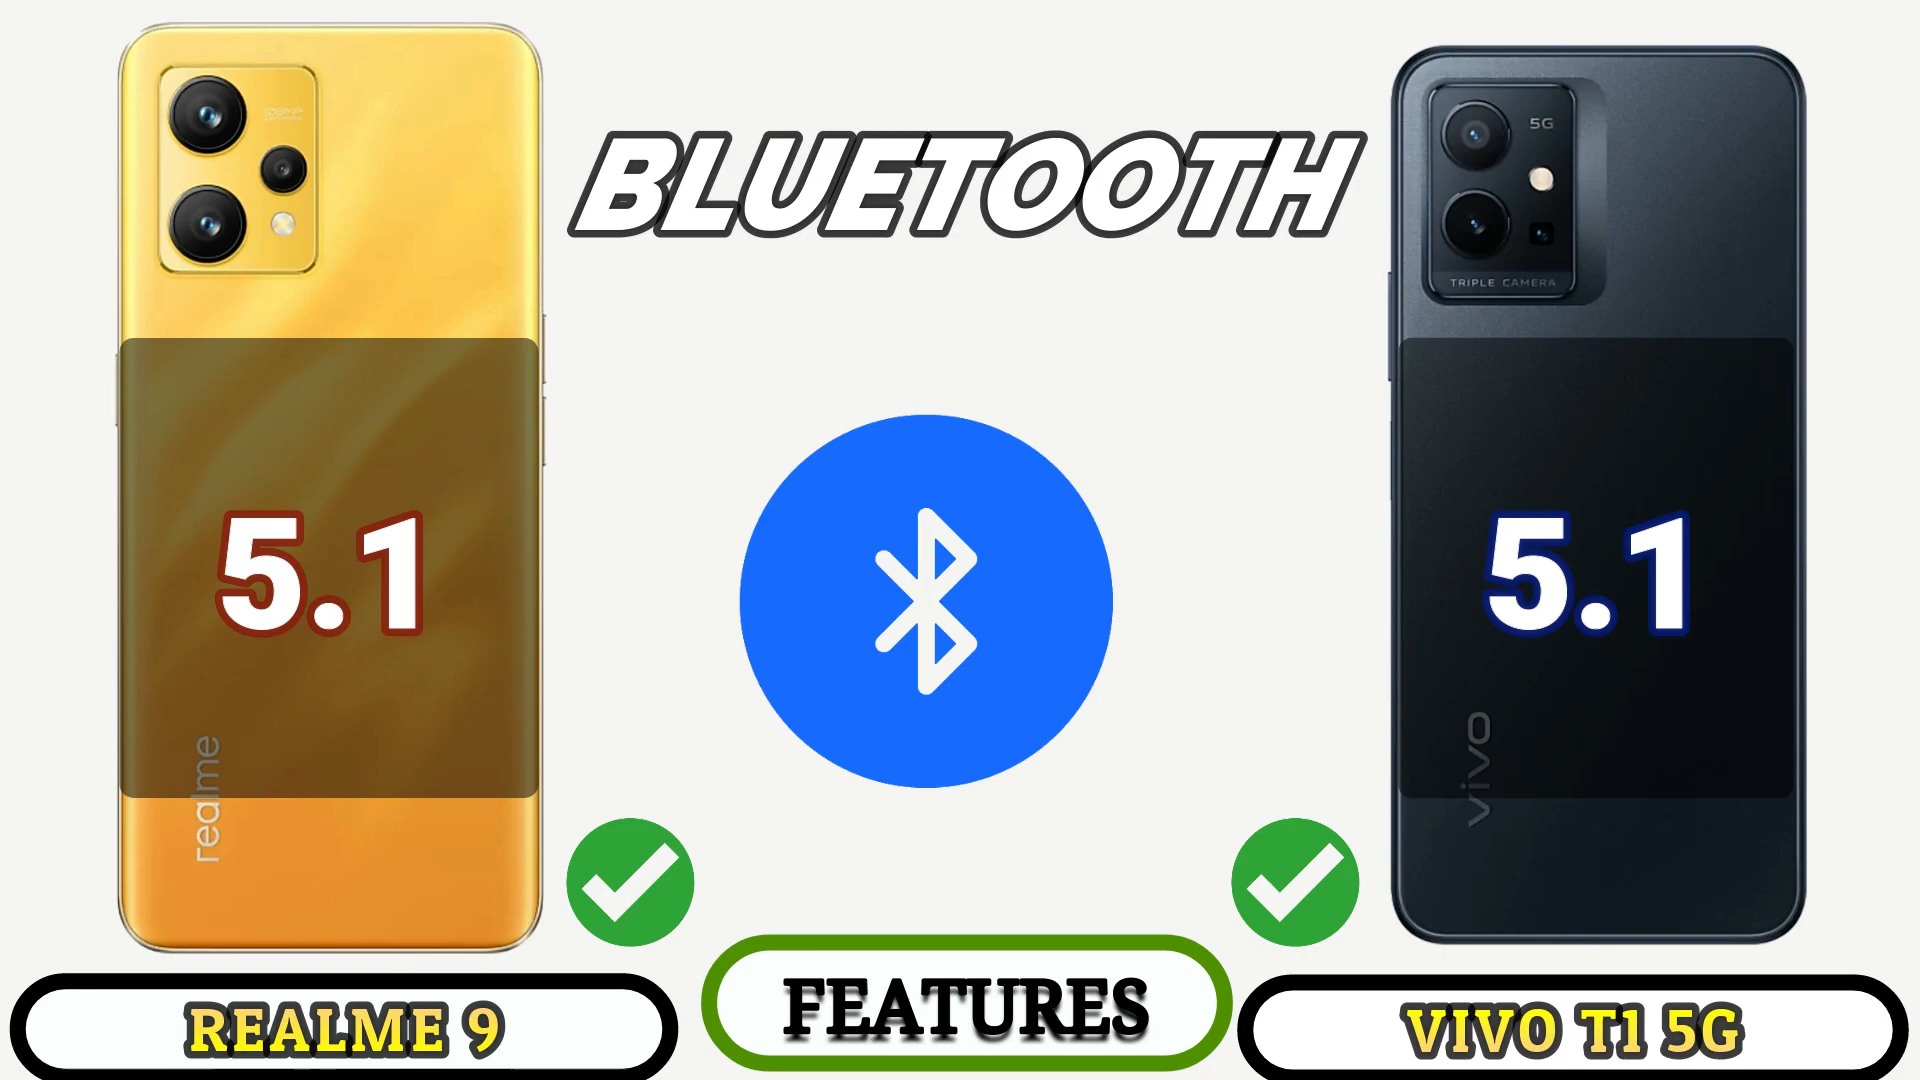 BLUETOOTH
5G
TRIPLE CAMERA
5.1
5.1
realme
vivo
FEATURES
REALME 9
VIVO T1 5G